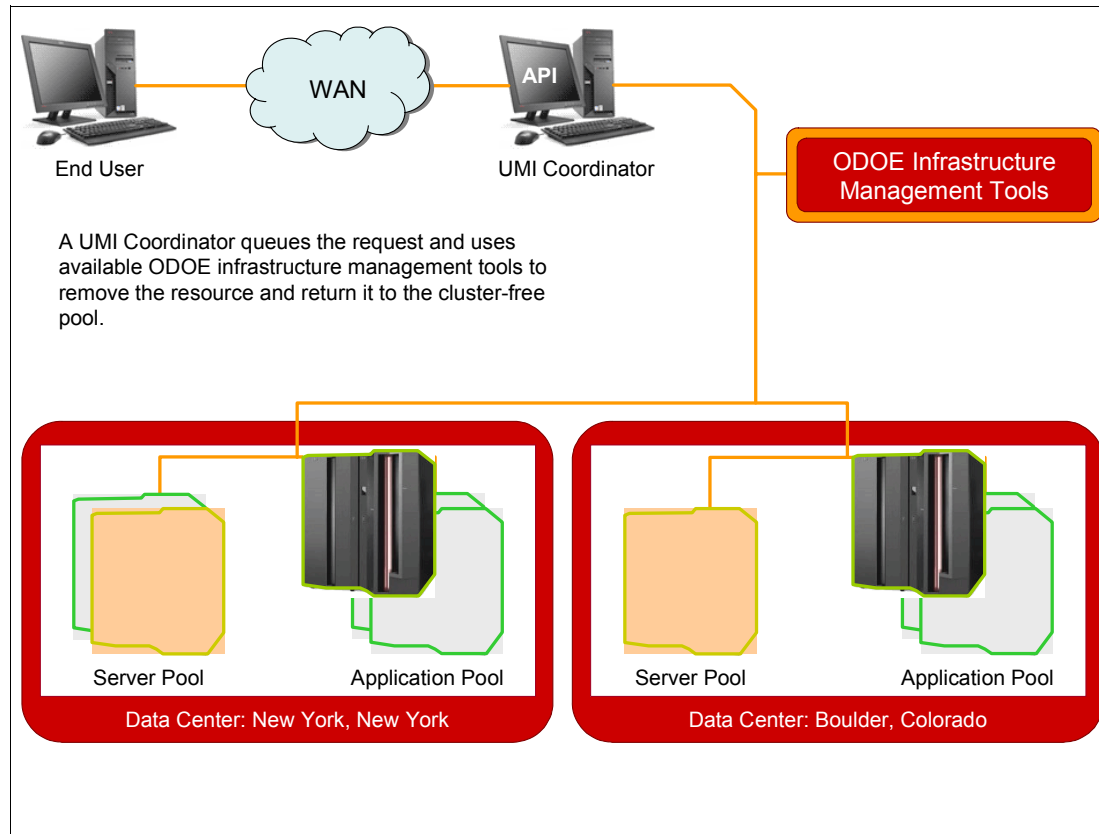 WAN
API
End User
UMI Coordinator
ODOE Infrastructure
Management Tools
A UMI Coordinator queues the request and uses
available ODOE infrastructure management tools to
remove the resource and return it to the cluster-free
pool.
Server Pool
Application Pool
Server Pool
Application Pool
Data Center: New York, New York
Data Center: Boulder, Colorado